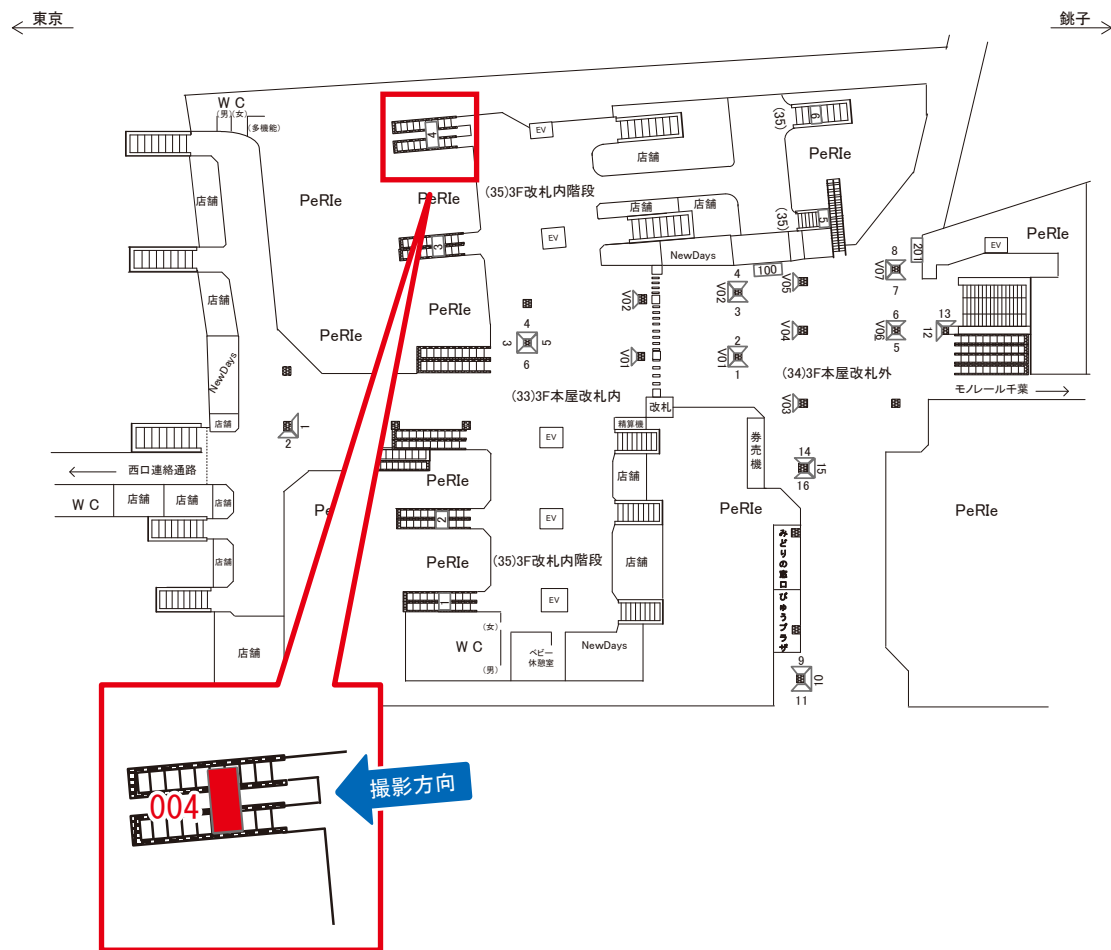 東京
銚子
W C
(男)(女)
(多機能)
4
EV
店舗
(35)
6
PeRIe
店舗
PeRIe
PeRIe
(35)3F改札内階段
店舗
店舗
(35)
5
3
EV
NewDays
100
8
V07
7
201
EV
PeRIe
店舗
V02
4
V02
3
V05
PeRIe
PeRIe
4
3
5
6
V01
2
V01
1
V04
6
V06
5
13
12
NewDays
(34)3F本屋改札外
モノレール千葉
(33)3F本屋改札内
改札
V03
店舗
1
2
精算機
EV
券売機
14
15
16
西口連絡通路
店舗
PeRIe
W C
店舗
店舗
店舗
Pe
2
EV
PeRIe
PeRIe
みどりの窓口
びゅうプラザ
店舗
PeRIe
(35)3F改札内階段
店舗
1
EV
(女)
W C
(男)
ベビー
休憩室
NewDays
店舗
9
10
11
004
撮影方向